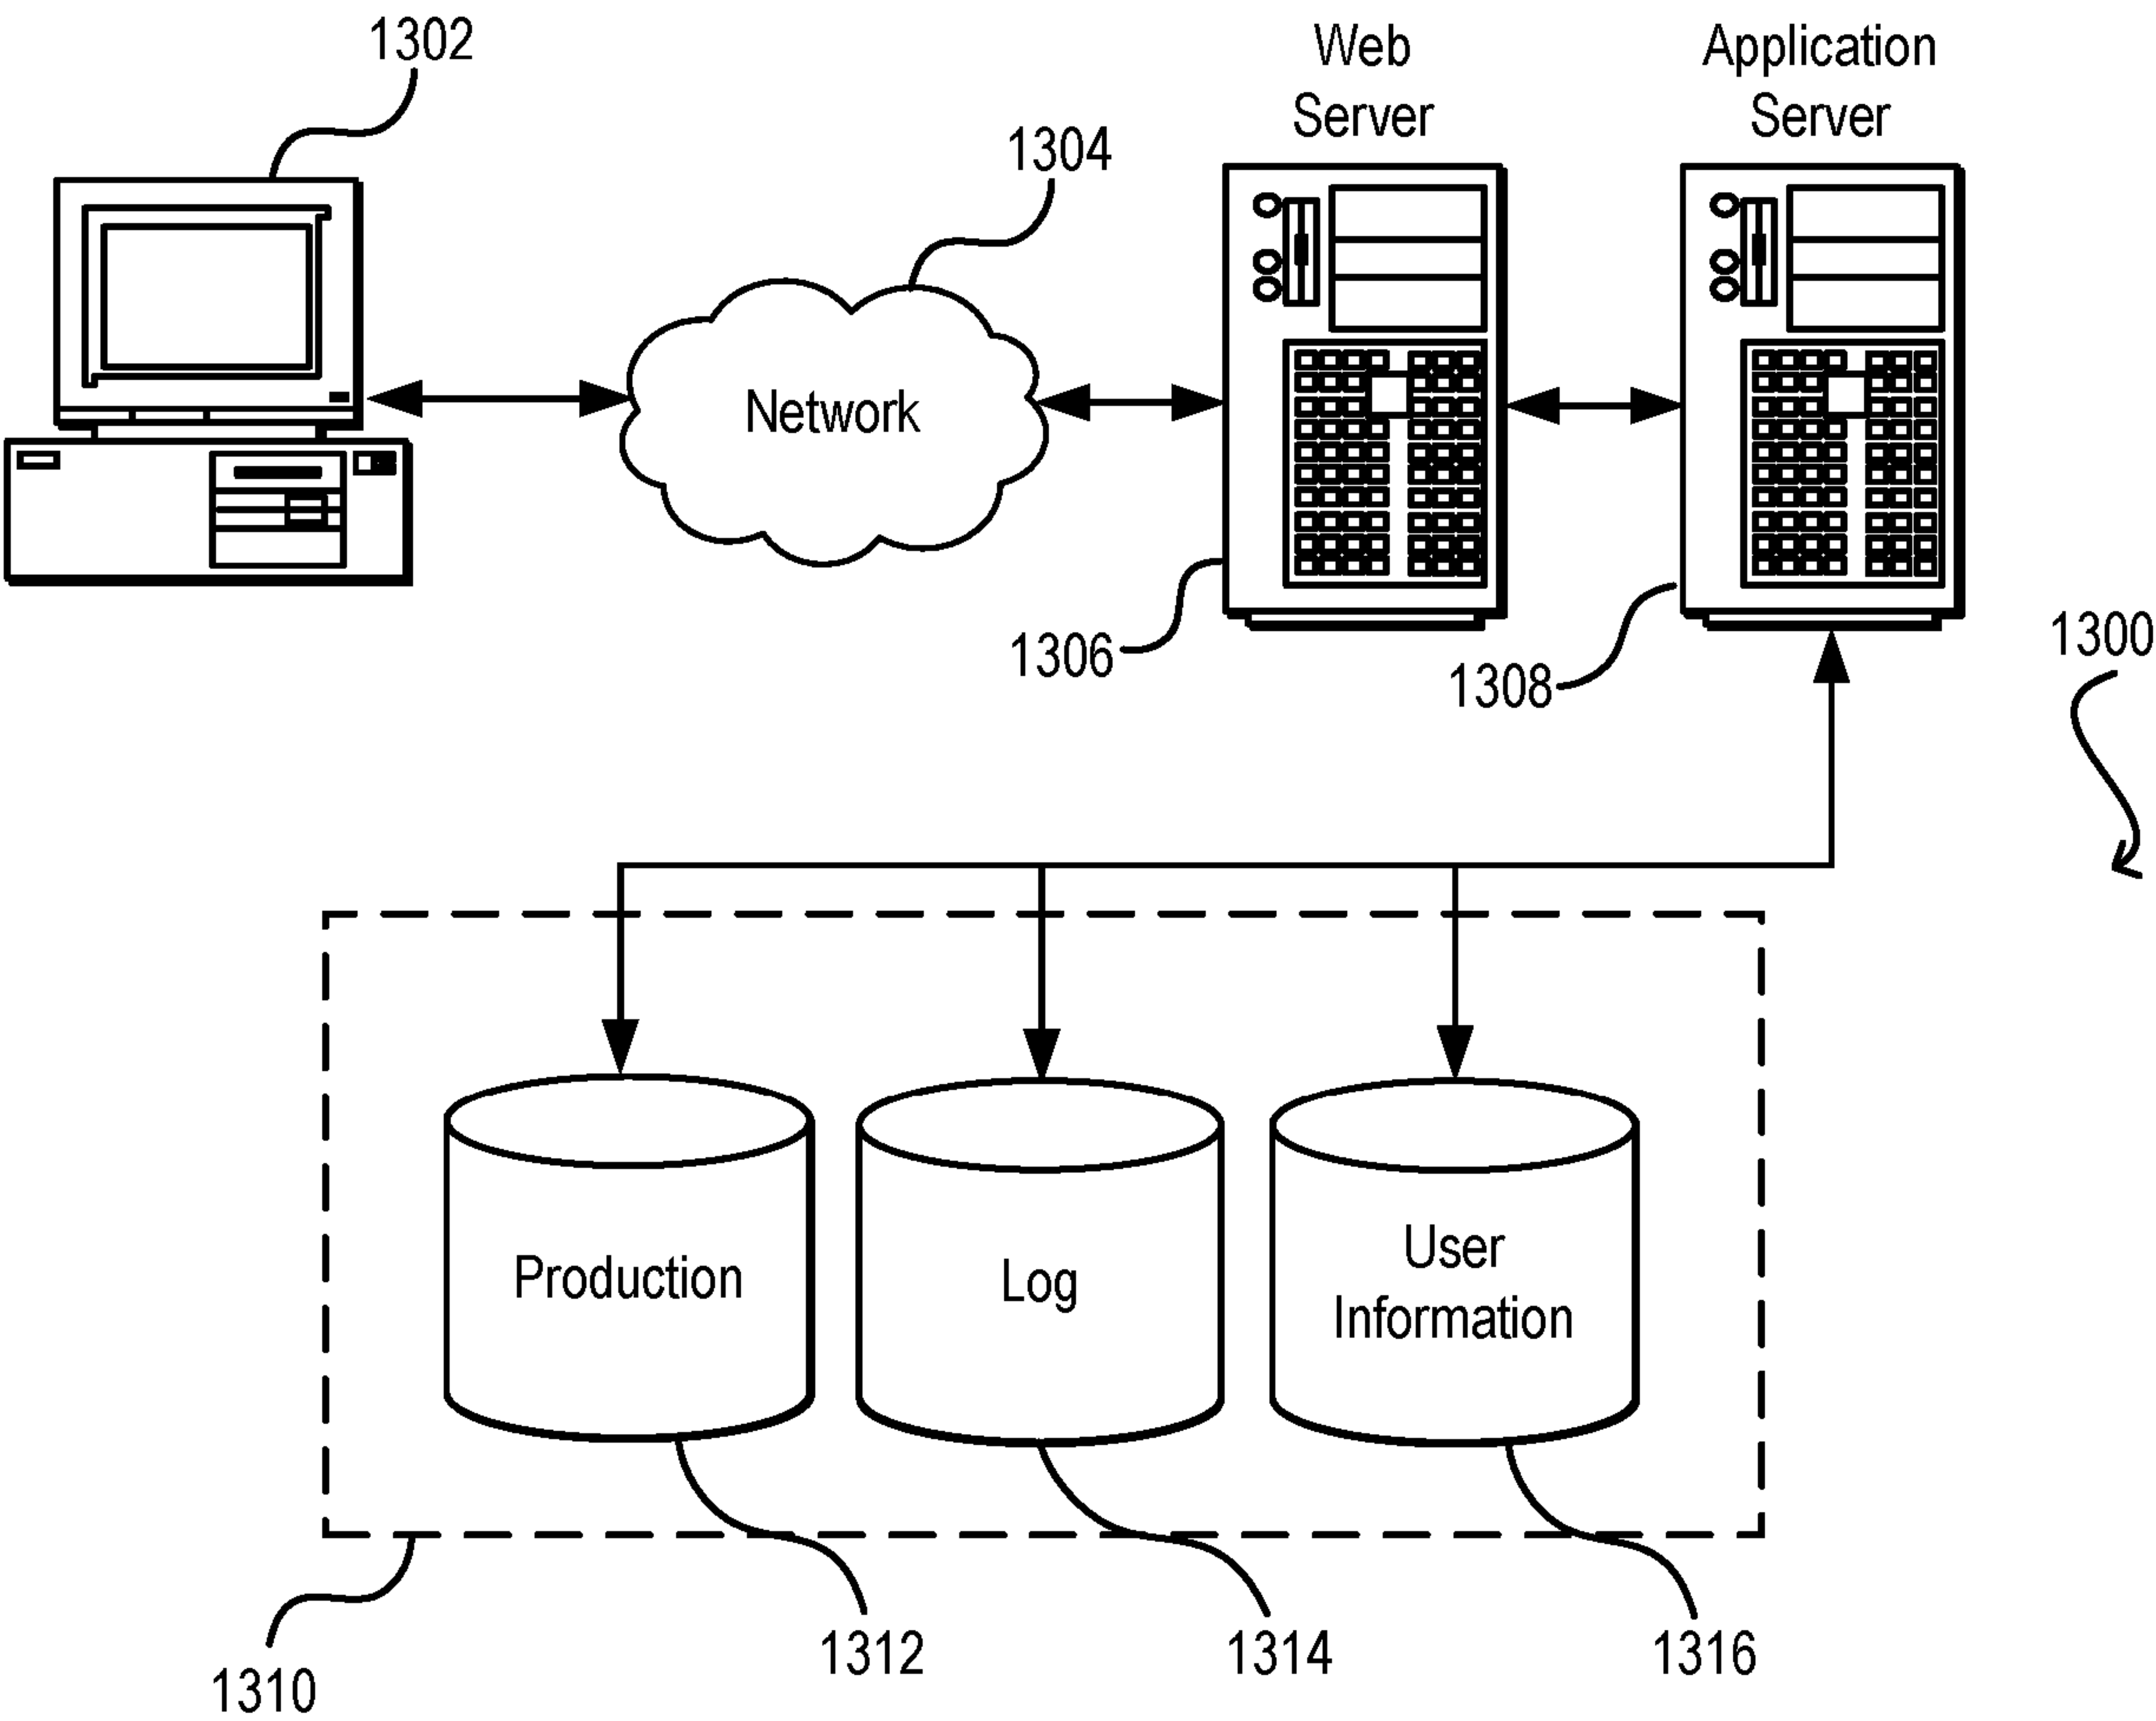 1302
Web
Server
Application
Server
1304
Network
1306
1308
1300
Production
Log
User
Information
1310
1312
1314
1316